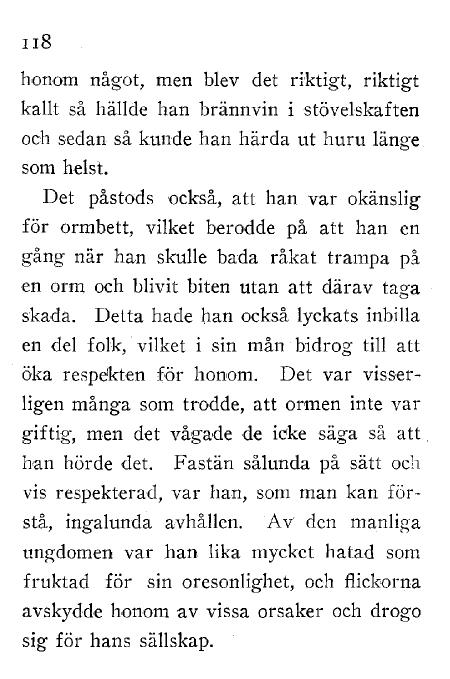 118
honom något, men blev det riktigt, riktigt
kallt så hällde han brännvin i stövelskaften
och sedan så kunde han härda ut huru länge
som helst.
Det påstods också, att han var okänslig
för ormbett, vilket berodde på att han en
gång när han skulle bada råkat trampa på
en orm och blivit biten utan att därav taga
skada. Detta hade han också lyckats inbilla
en del folk, vilket i sin mån bidrog till att
öka respekten för honom. Det var visser-
ligen många som trodde, att ormen inte var
giftig, men det vågade de icke säga så att
han hörde det. Fastän sålunda på sätt och
vis respekterad, var han, som man kan för-
stå, ingalunda avhållen. Av den manliga
ungdomen var han lika mycket hatad som
fruktad för sin oresonlighet, och flickorna
avskydde honom av vissa orsaker och drogo
sig för hans sällskap.